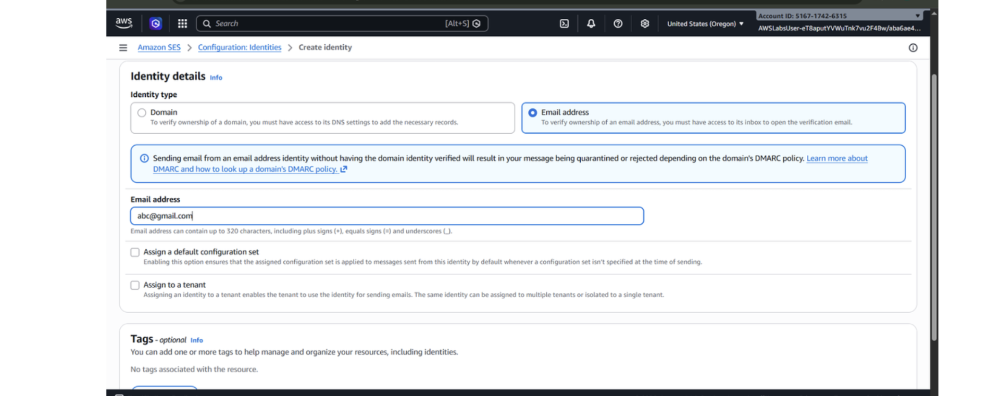 aws
Search
[Alt+S]
United States (Oregon)
Account ID: 5167-1742-6315
AWSLabsUser-eT8aputYVWuTnk7vu2F4Bw/aba6ae4...
Amazon SES > Configuration: Identities > Create identity
Identity details Info
Identity type
Domain
To verify ownership of a domain, you must have access to its DNS settings to add the necessary records.
Email address
To verify ownership of an email address, you must have access to its inbox to open the verification email.
Sending email from an email address identity without having the domain identity verified will result in your message being quarantined or rejected depending on the domain's DMARC policy. Learn more about
DMARC and how to look up a domain's DMARC policy.
Email address
abc@gmail.com
Email address can contain up to 320 characters, including plus signs (+), equals signs (=) and underscores (_).
Assign a default configuration set
Enabling this option ensures that the assigned configuration set is applied to messages sent from this identity by default whenever a configuration set isn't specified at the time of sending.
Assign to a tenant
Assigning an identity to a tenant enables the tenant to use the identity for sending emails. The same identity can be assigned to multiple tenants or isolated to a single tenant.
Tags - optional Info
You can add one or more tags to help manage and organize your resources, including identities.
No tags associated with the resource.